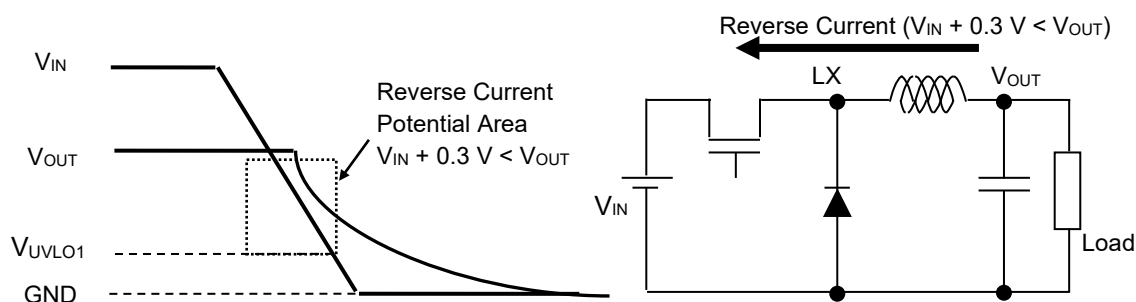 VIN
VOUT
VUVLO1
GND
Reverse Current
Potential Area
VIN + 0.3 V < VOUT
Reverse Current (VIN + 0.3 V < VOUT)
LX
VOUT
VIN
Load